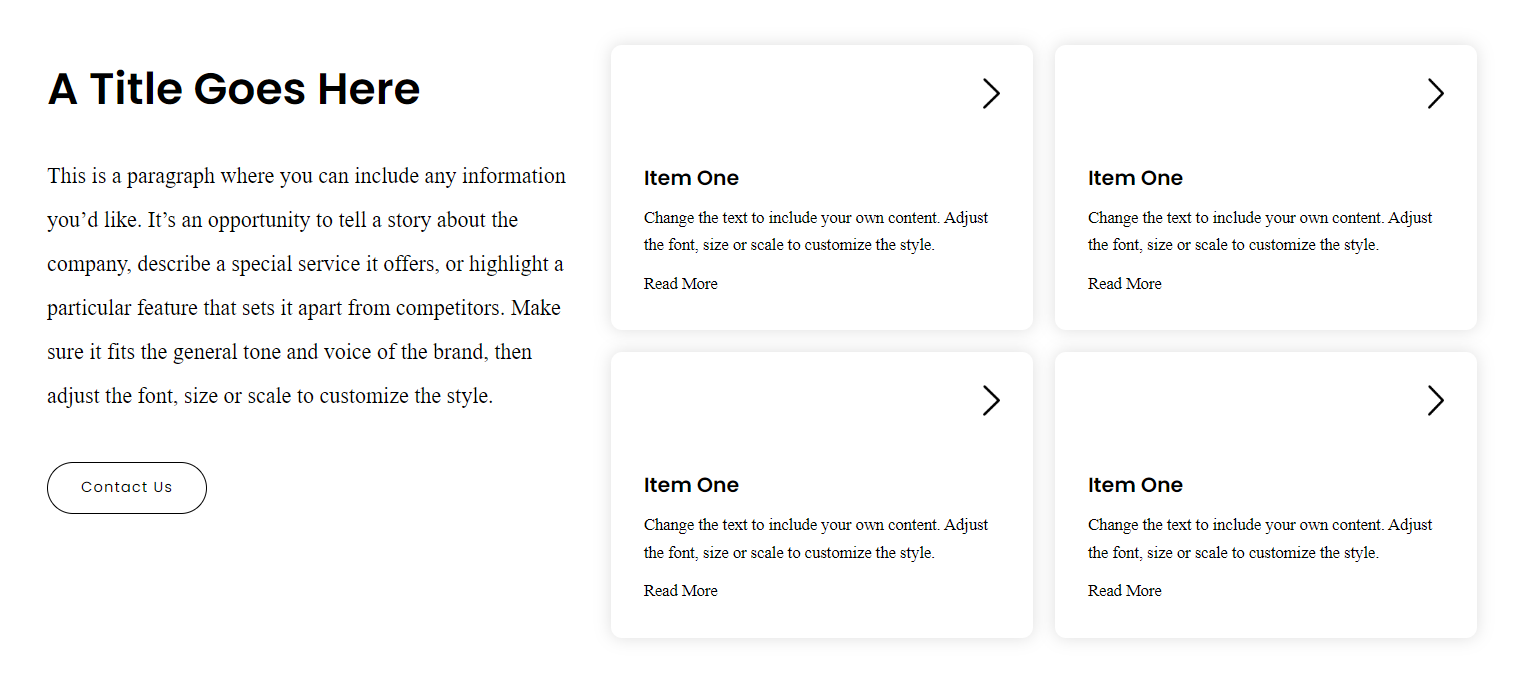 A Title Goes Here
This is a paragraph where you can include any information
you’d like. It’s an opportunity to tell a story about the
company, describe a special service it offers, or highlight a
particular feature that sets it apart from competitors. Make
sure it fits the general tone and voice of the brand, then
adjust the font, size or scale to customize the style.
Contact Us
Item One
Change the text to include your own content. Adjust
the font, size or scale to customize the style.
Read More
Item One
Change the text to include your own content. Adjust
the font, size or scale to customize the style.
Read More
Item One
Change the text to include your own content. Adjust
the font, size or scale to customize the style.
Read More
Item One
Change the text to include your own content. Adjust
the font, size or scale to customize the style.
Read More